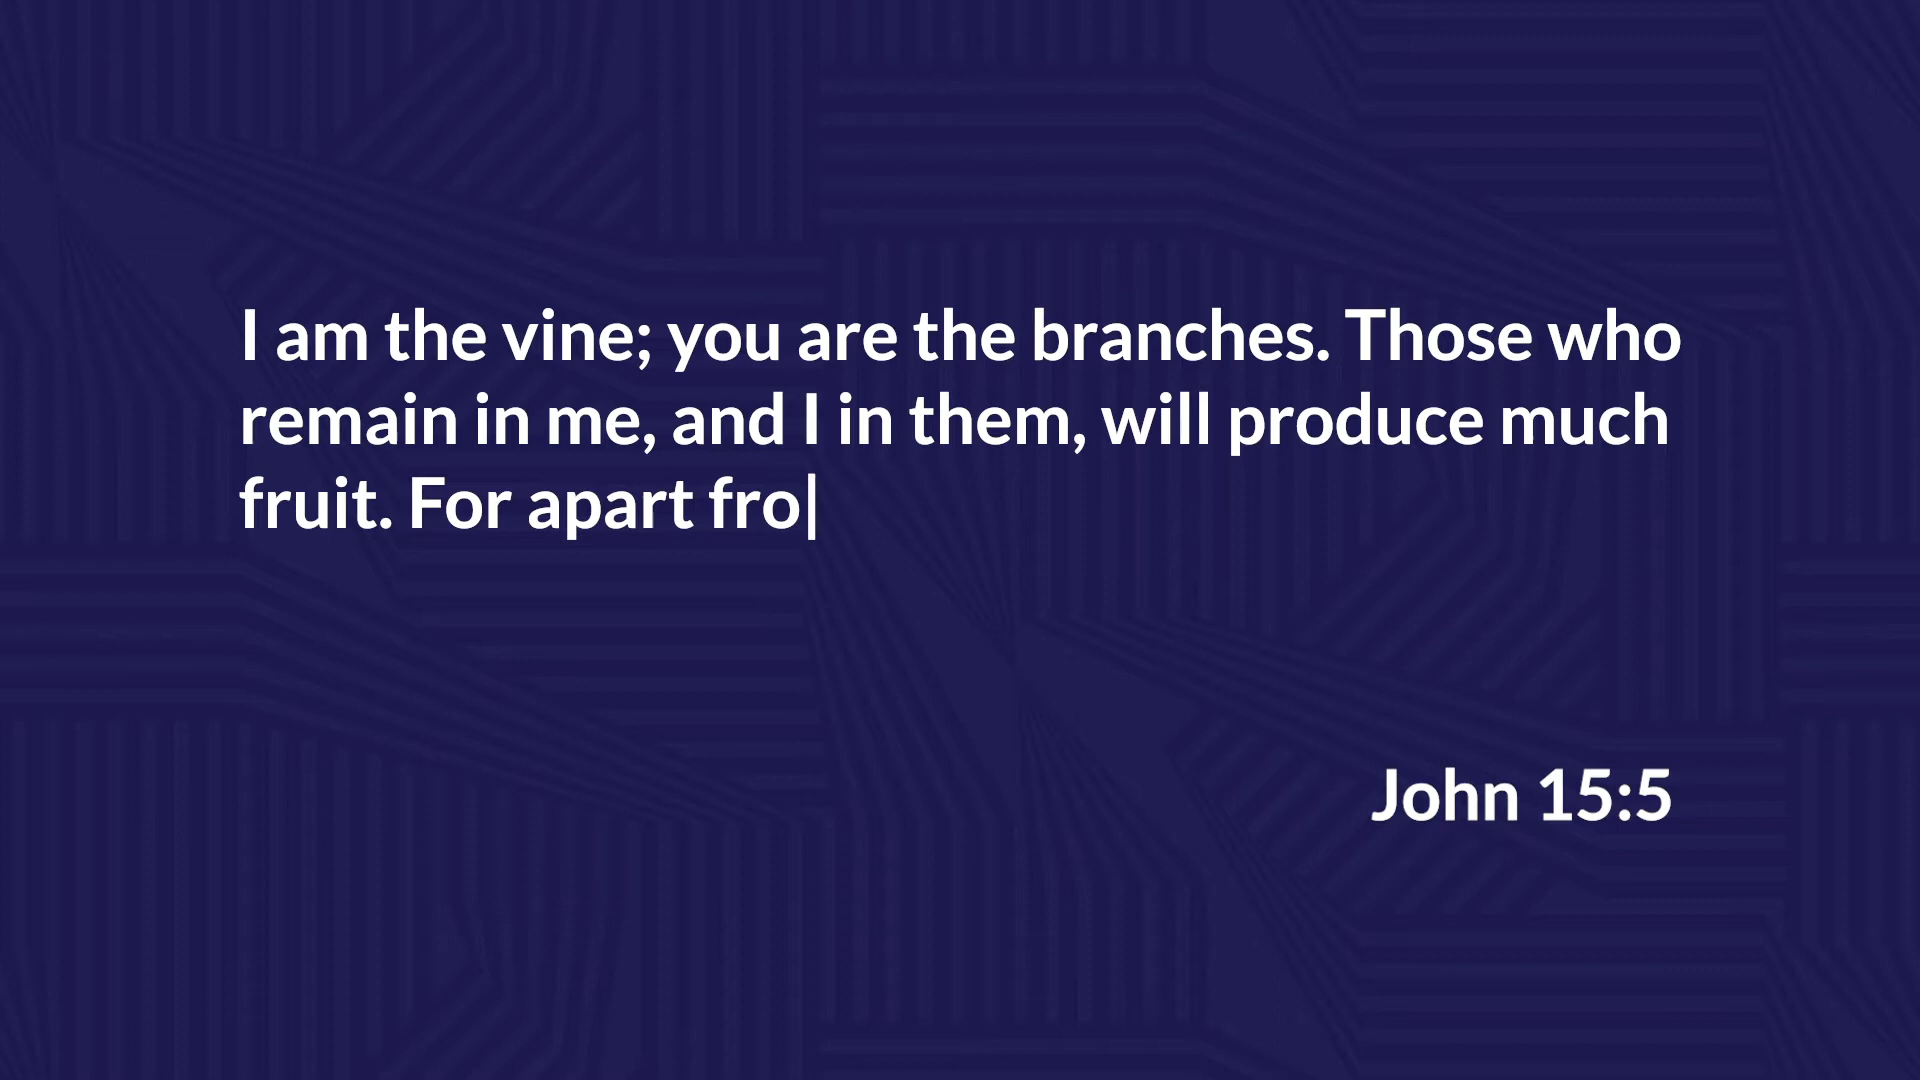 I am the vine; you are the branches. Those who
remain in me, and I in them, will produce much
fruit. For apart fro|
John 15:5